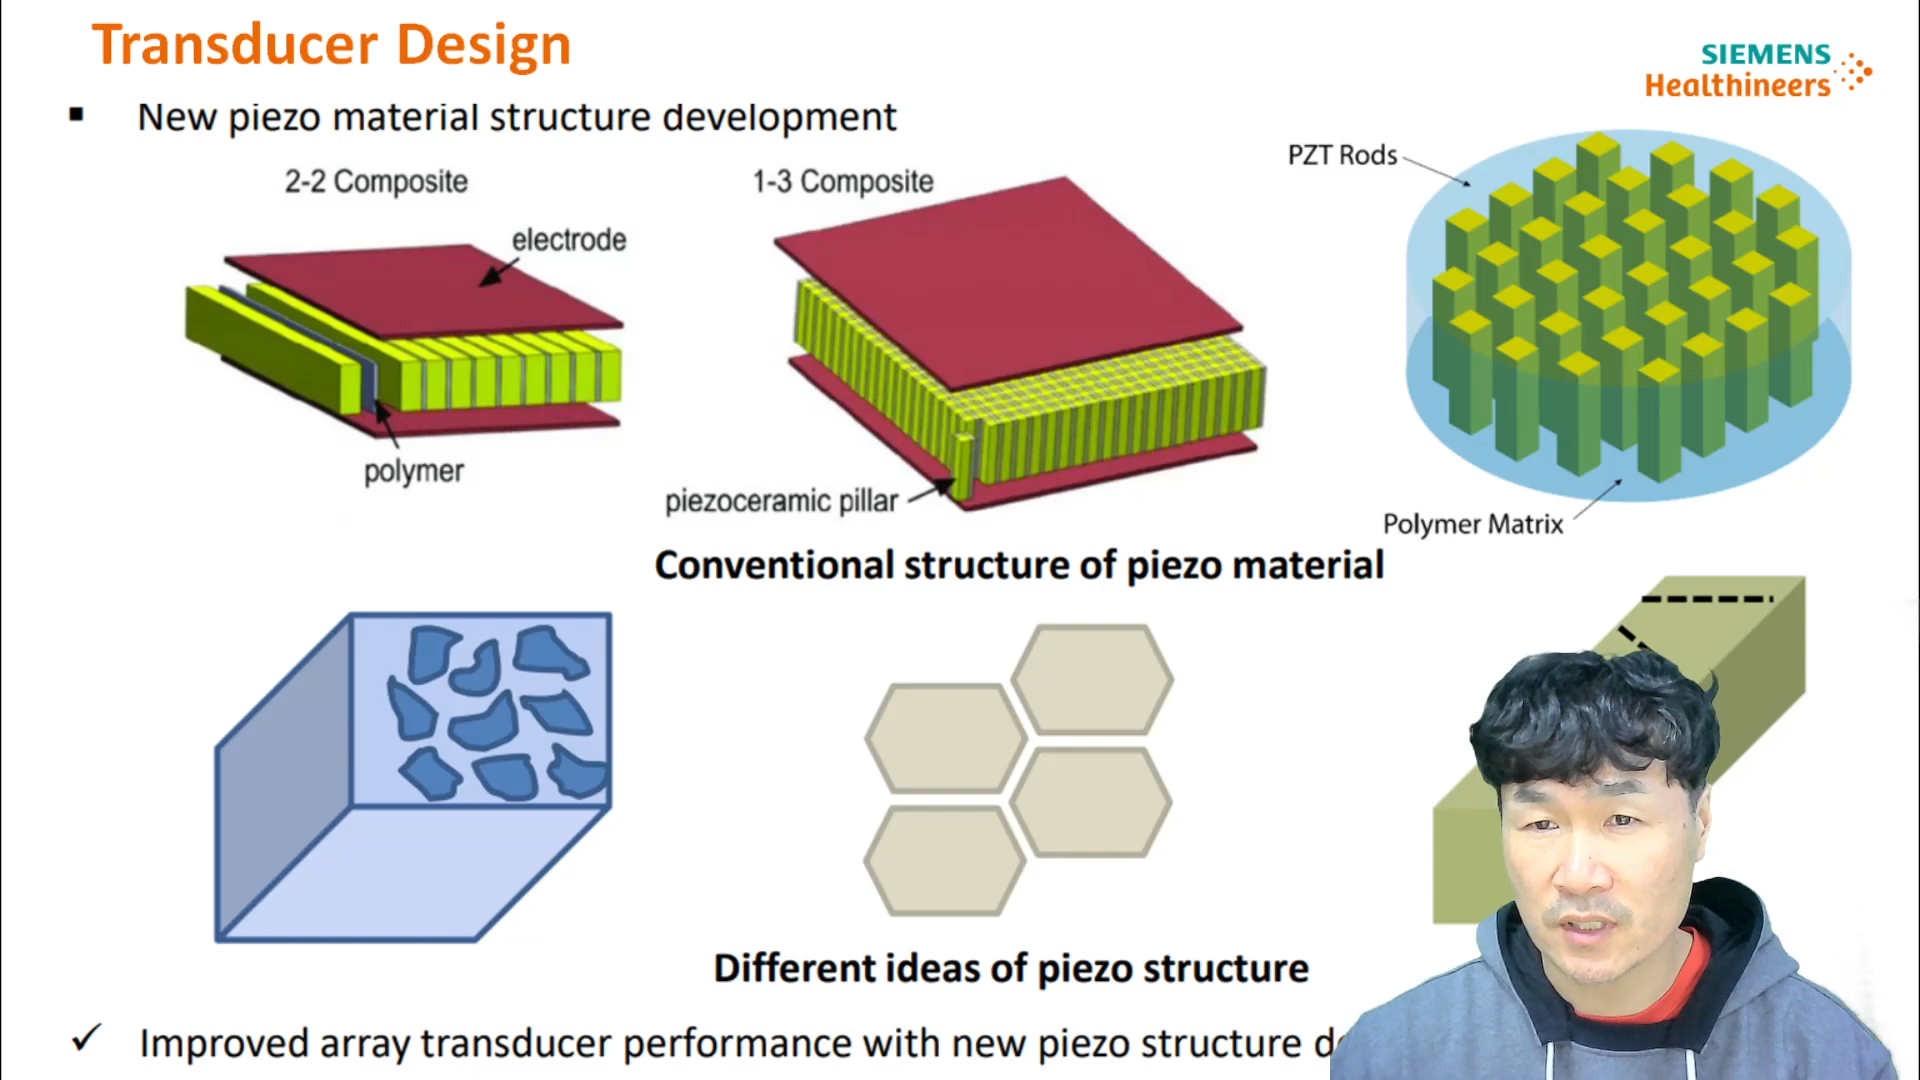 Transducer Design
SIEMENS
Healthineers
▪ New piezo material structure development
2-2 Composite
1-3 Composite
PZT Rods
electrode
polymer
piezoceramic pillar
Polymer Matrix
Conventional structure of piezo material
Different ideas of piezo structure
✓ Improved array transducer performance with new piezo structure